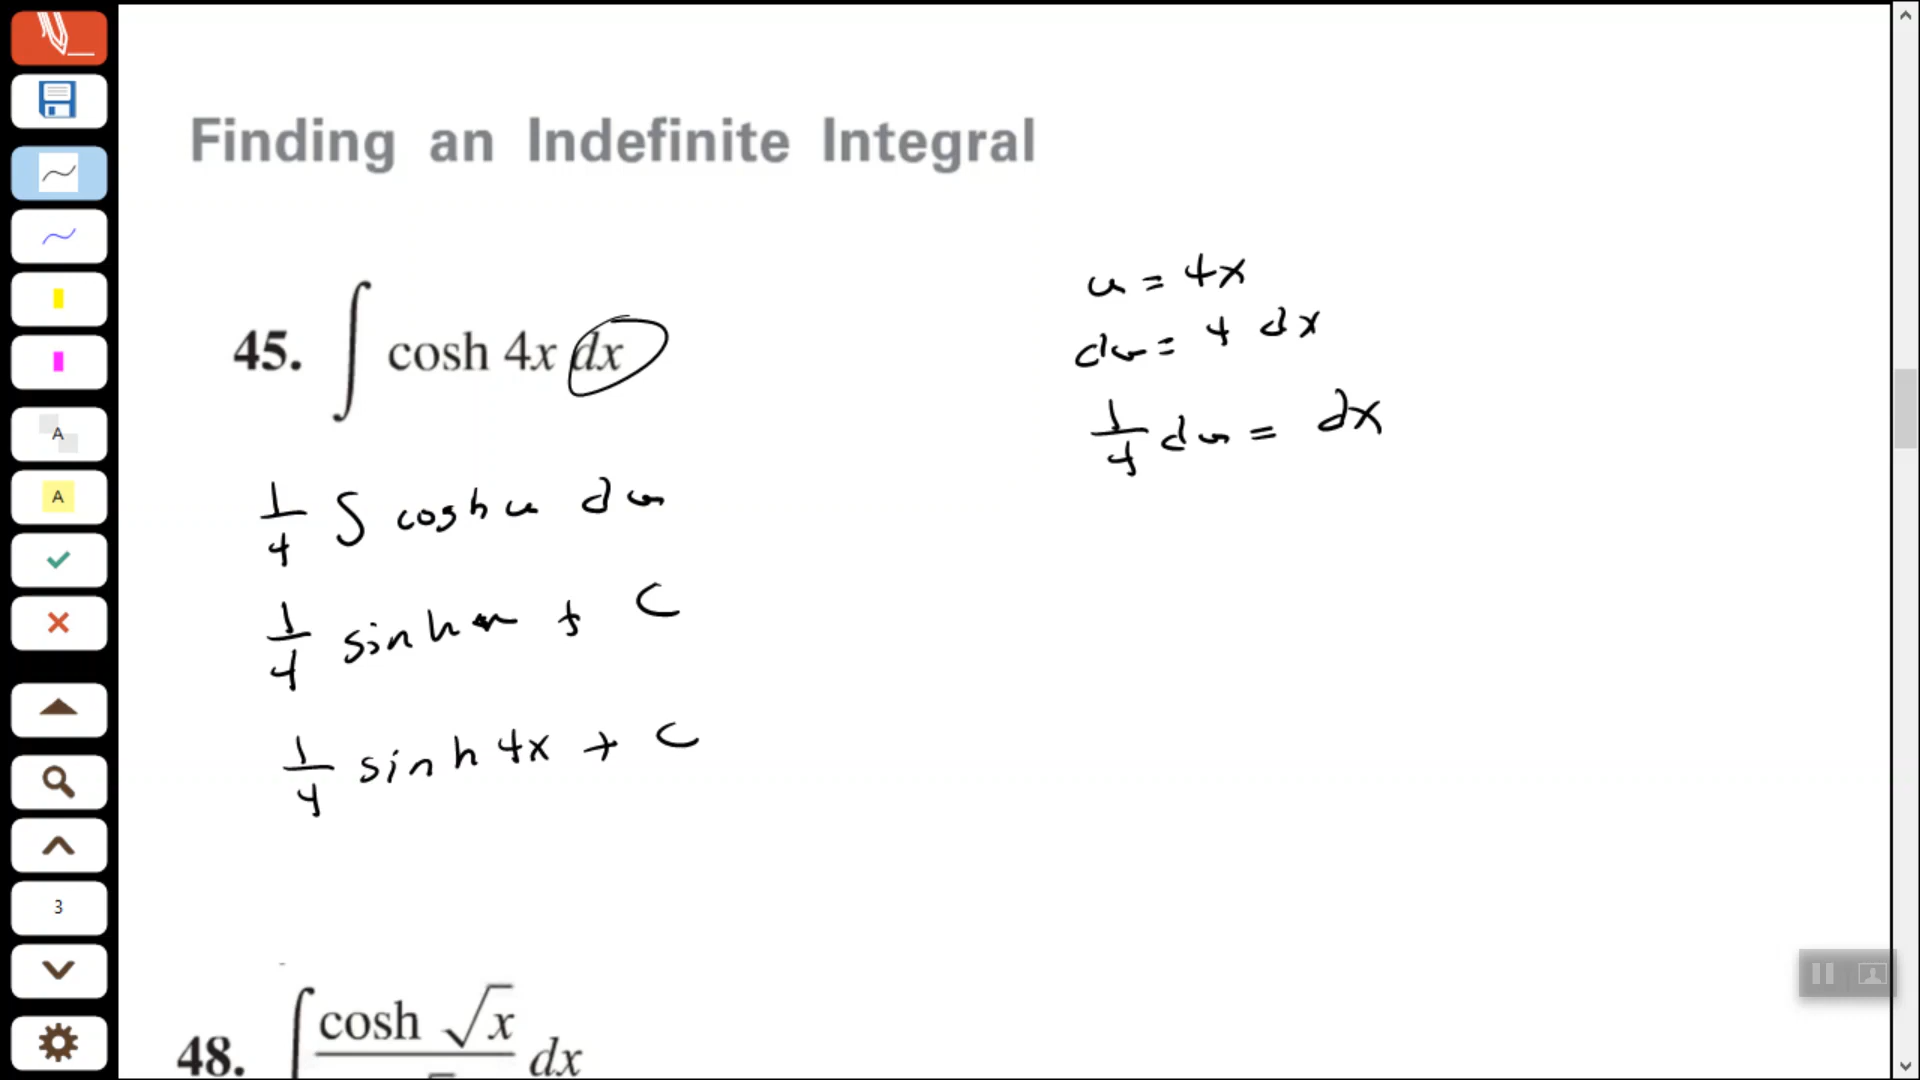 Finding an Indefinite Integral
45. ∫ cosh 4x dx
u = 4x
du = 4 dx
1/4 du = dx
1/4 ∫ cosh u du
1/4 sinh u + C
1/4 sinh 4x + C
48. ∫ cosh √x dx
A
A
3